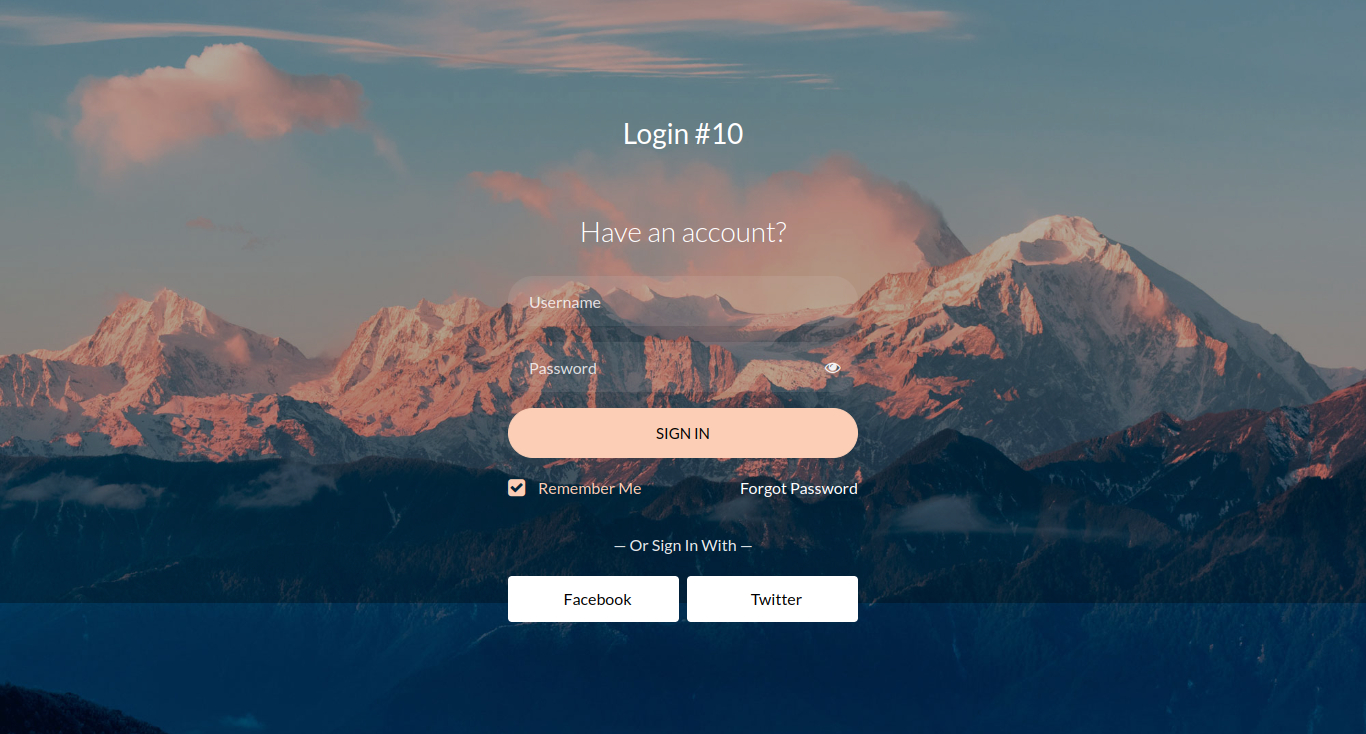 Login #10
Have an account?
Username
Password
SIGN IN
Remember Me
Forgot Password
— Or Sign In With —
Facebook
Twitter